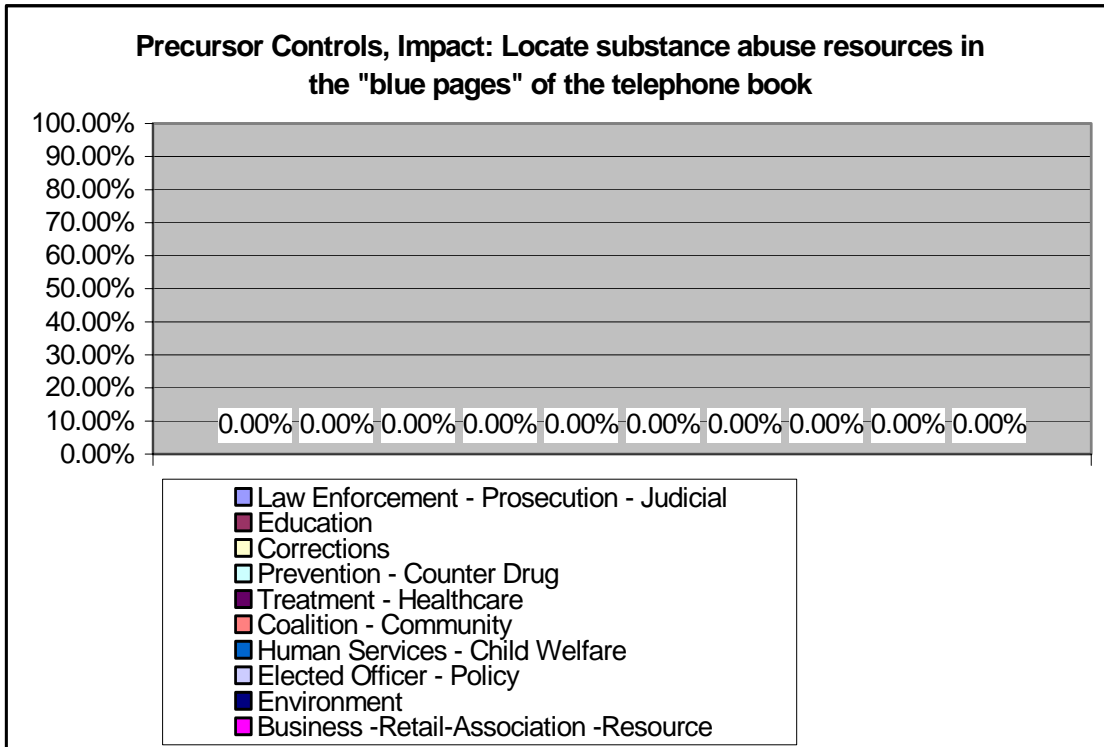 Precursor Controls, Impact: Locate substance abuse resources in
the "blue pages" of the telephone book
100.00%
90.00%
80.00%
70.00%
60.00%
50.00%
40.00%
30.00%
20.00%
10.00%
0.00%
0.00% 0.00% 0.00% 0.00% 0.00% 0.00% 0.00% 0.00% 0.00% 0.00%
Law Enforcement - Prosecution - Judicial
Education
Corrections
Prevention - Counter Drug
Treatment - Healthcare
Coalition - Community
Human Services - Child Welfare
Elected Officer - Policy
Environment
Business -Retail-Association -Resource